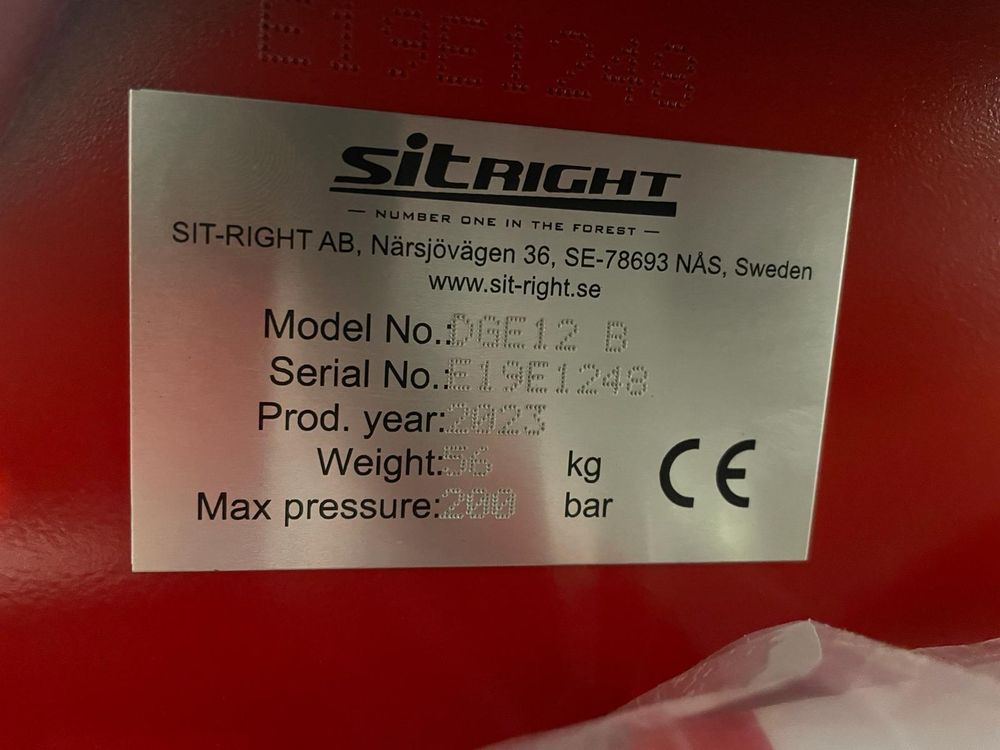 E19E1248
SitRIGHT
— NUMBER ONE IN THE FOREST —
SIT-RIGHT AB, Närsjövägen 36, SE-78693 NÅS, Sweden
www.sit-right.se
Model No.:DGE12 B
Serial No.:E19E1248
Prod. year:2023
Weight:56 kg
Max pressure:200 bar
CE